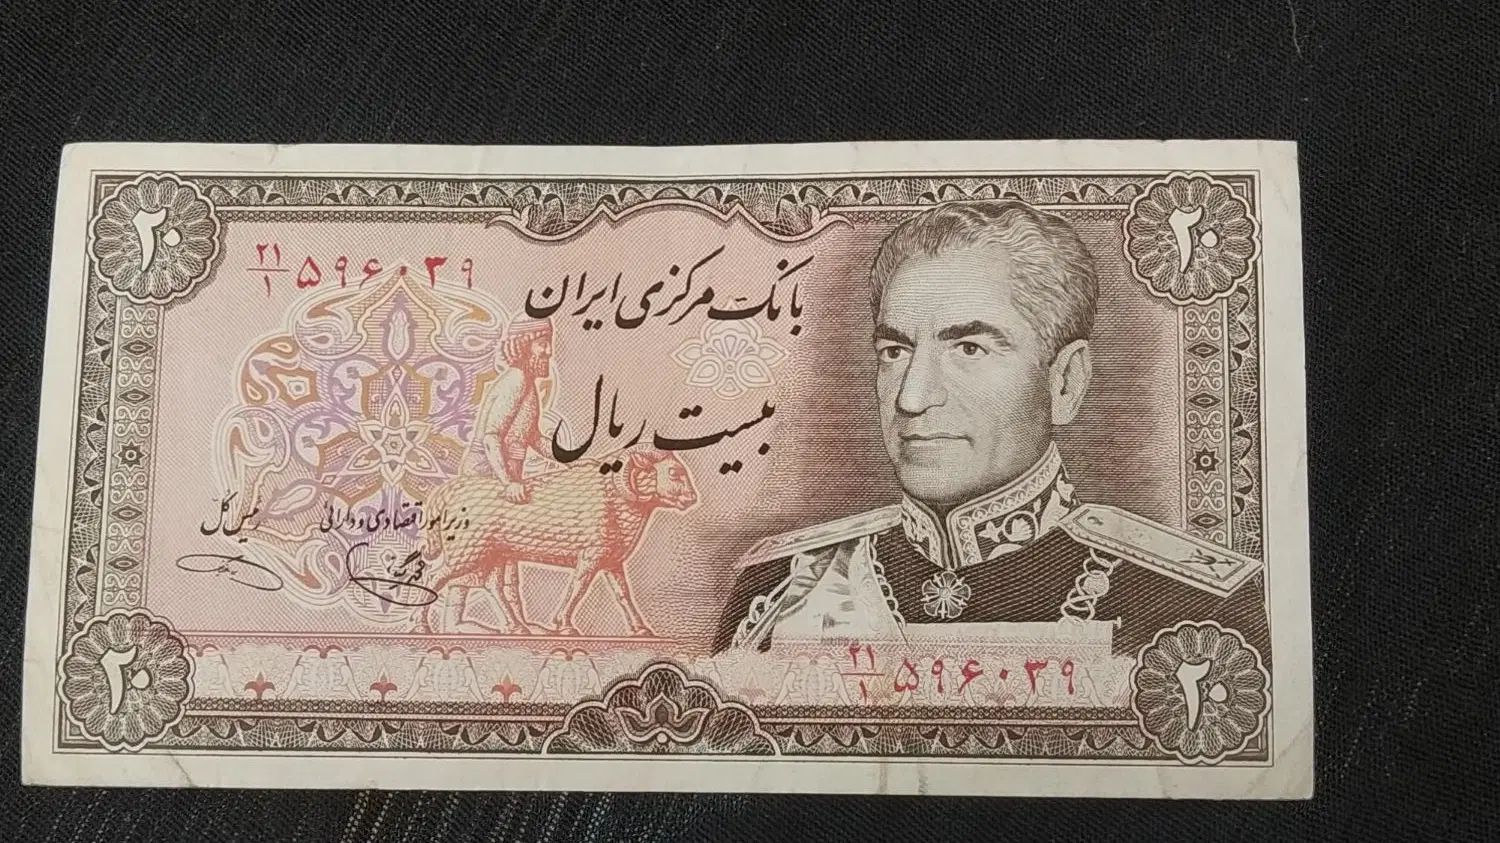 ۲۰
۲۰
۲۱/۱ ۵۹۶۰۳۹
بانک مرکزی ایران
بیست ریال
وزیر امور اقتصادی و دارائی
رئیس کل
۲۱/۱ ۵۹۶۰۳۹
۲۰
۲۰